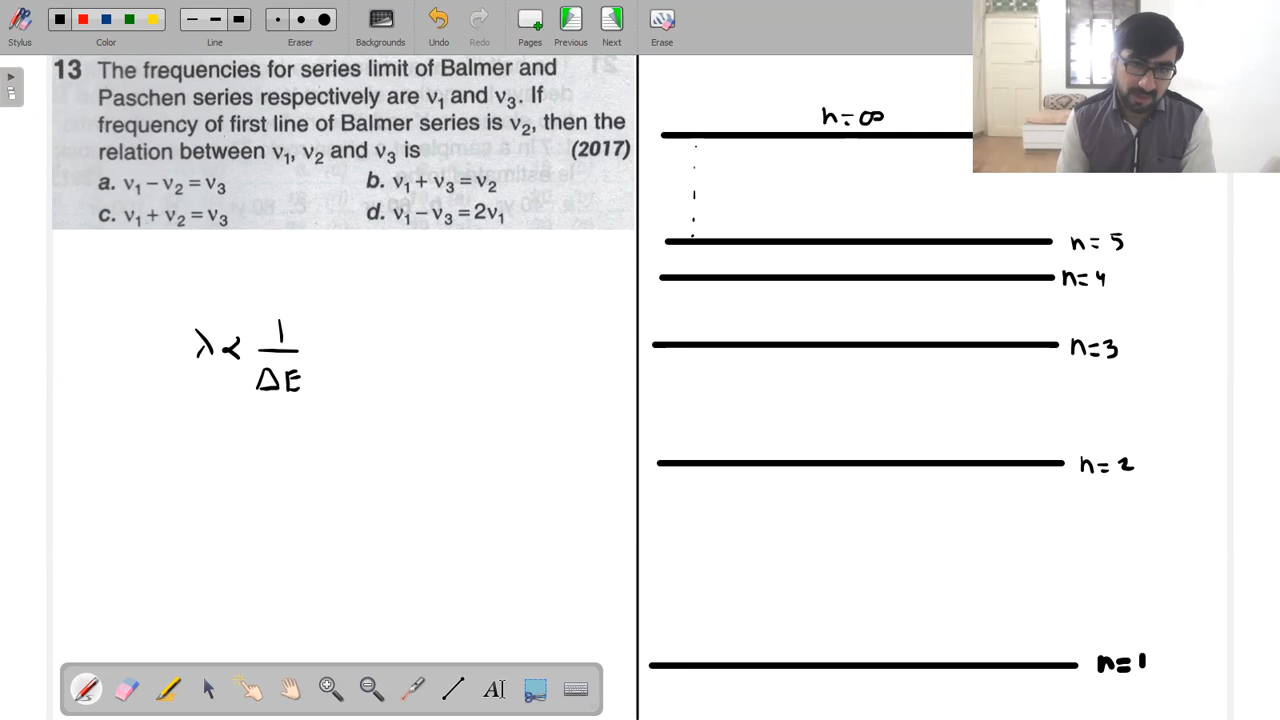 Stylus
Color
Line
Eraser
Backgrounds
Undo
Redo
Pages
Previous
Next
Erase
13 The frequencies for series limit of Balmer and
Paschen series respectively are ν₁ and ν₃. If
frequency of first line of Balmer series is ν₂, then the
relation between ν₁, ν₂ and ν₃ is (2017)
a. ν₁ − ν₂ = ν₃ b. ν₁ + ν₃ = ν₂
c. ν₁ + ν₂ = ν₃ d. ν₁ − ν₃ = 2ν₁
λ ∝ 1/ΔE
n = ∞
n = 5
n = 4
n = 3
n = 2
n = 1